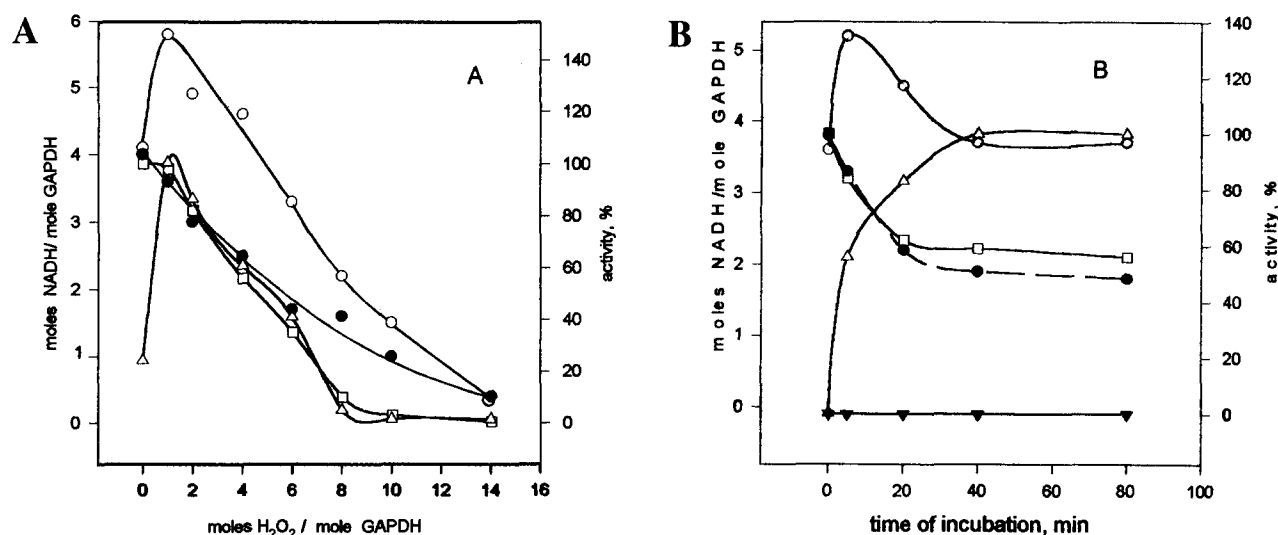 A
A
moles NADH/ mole GAPDH
6
5
4
3
2
1
0
activity, %
140
120
100
80
60
40
20
0
0 2 4 6 8 10 12 14 16
moles H₂O₂ / mole GAPDH
B
B
moles NADH/mole GAPDH
5
4
3
2
1
0
activity, %
140
120
100
80
60
40
20
0
0 20 40 60 80 100
time of incubation, min